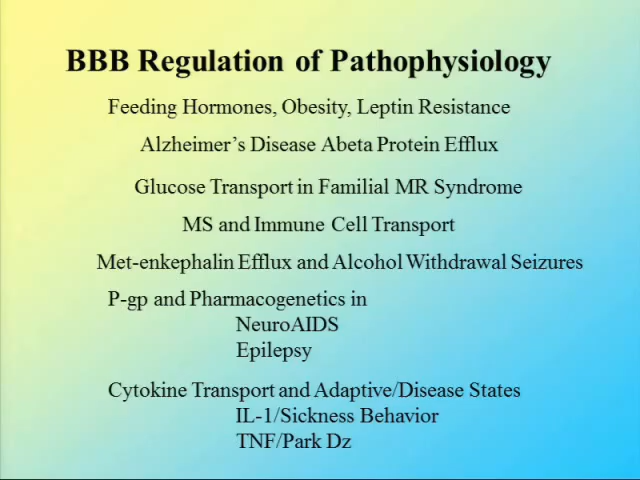 BBB Regulation of Pathophysiology
Feeding Hormones, Obesity, Leptin Resistance
Alzheimer's Disease Abeta Protein Efflux
Glucose Transport in Familial MR Syndrome
MS and Immune Cell Transport
Met-enkephalin Efflux and Alcohol Withdrawal Seizures
P-gp and Pharmacogenetics in
NeuroAIDS
Epilepsy
Cytokine Transport and Adaptive/Disease States
IL-1/Sickness Behavior
TNF/Park Dz